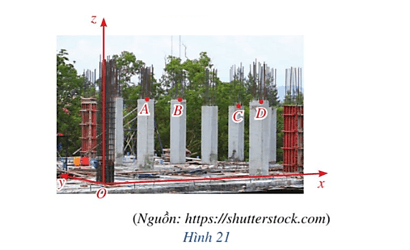 z
A B C D
y O x
(Nguồn: https://shutterstock.com)
Hình 21